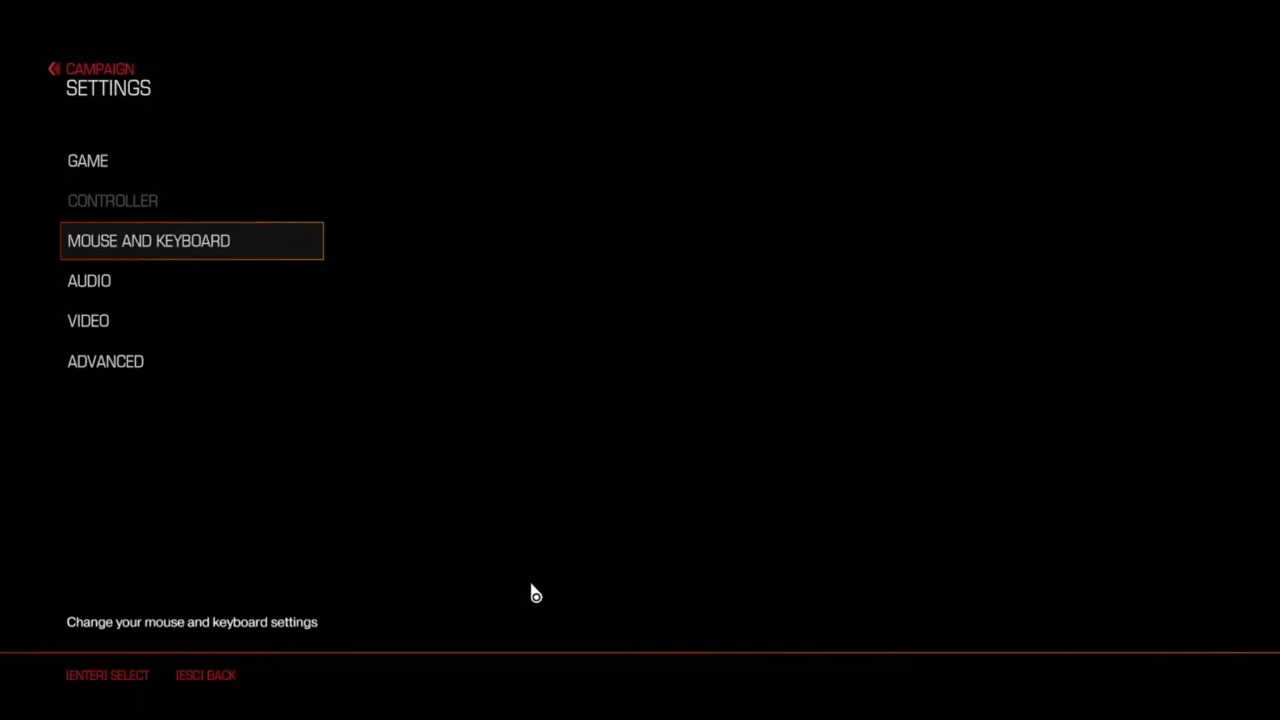 CAMPAIGN
SETTINGS
GAME
CONTROLLER
MOUSE AND KEYBOARD
AUDIO
VIDEO
ADVANCED
Change your mouse and keyboard settings
[ENTER] SELECT [ESC] BACK